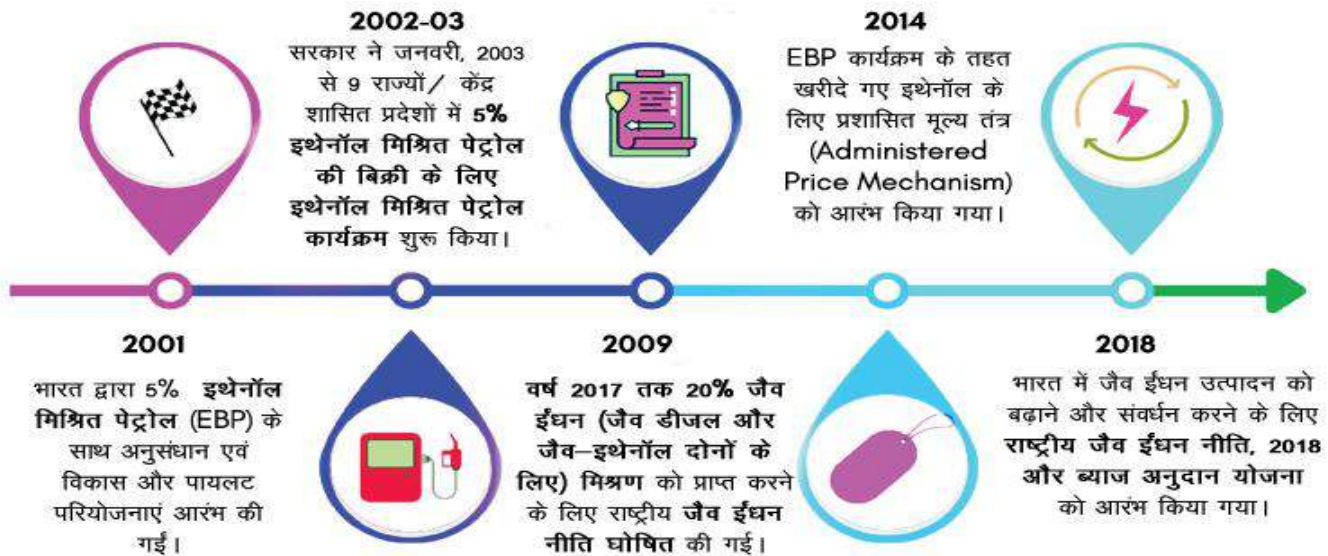 2001
भारत द्वारा 5% इथेनॉल
मिश्रित पेट्रोल (EBP) के
साथ अनुसंधान एवं
विकास और पायलट
परियोजनाएं आरंभ की
गईं।
2002-03
सरकार ने जनवरी, 2003
से 9 राज्यों/ केंद्र
शासित प्रदेशों में 5%
इथेनॉल मिश्रित पेट्रोल
की बिक्री के लिए
इथेनॉल मिश्रित पेट्रोल
कार्यक्रम शुरू किया।
2009
वर्ष 2017 तक 20% जैव
ईंधन (जैव डीजल और
जैव–इथेनॉल दोनों के
लिए) मिश्रण को प्राप्त करने
के लिए राष्ट्रीय जैव ईंधन
नीति घोषित की गई।
2014
EBP कार्यक्रम के तहत
खरीदे गए इथेनॉल के
लिए प्रशासित मूल्य तंत्र
(Administered
Price Mechanism)
को आरंभ किया गया।
2018
भारत में जैव ईंधन उत्पादन को
बढ़ाने और संवर्धन करने के लिए
राष्ट्रीय जैव ईंधन नीति, 2018
और ब्याज अनुदान योजना
को आरंभ किया गया।